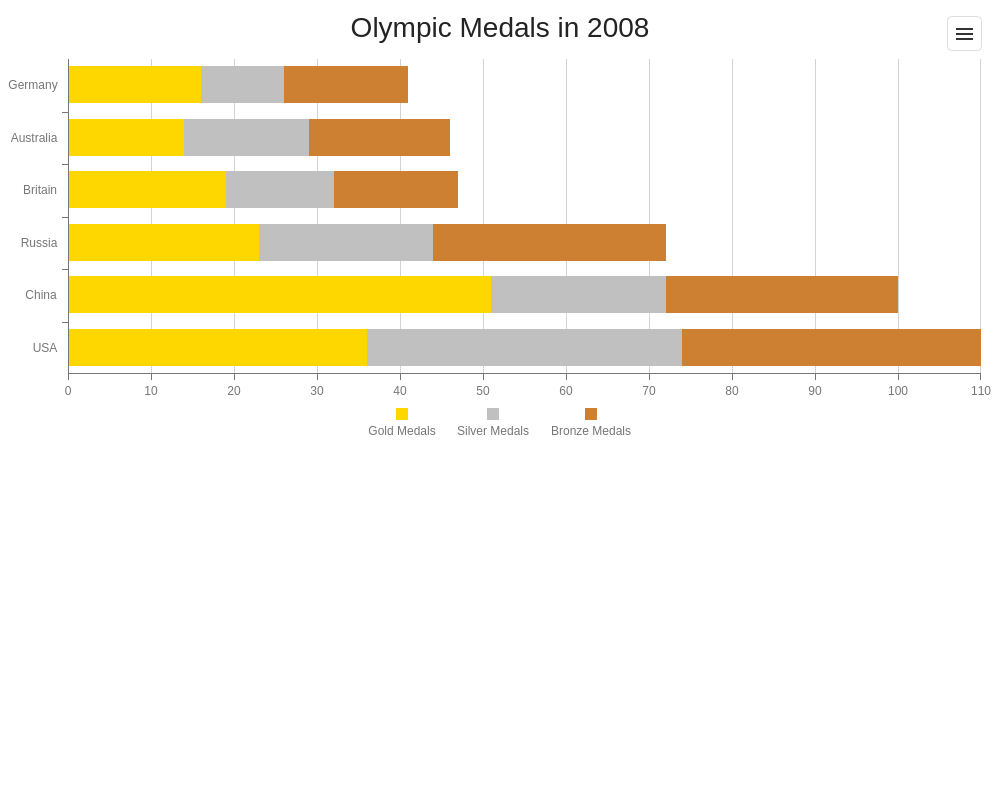 Olympic Medals in 2008
Germany
Australia
Britain
Russia
China
USA
0 10 20 30 40 50 60 70 80 90 100 110
Gold Medals Silver Medals Bronze Medals